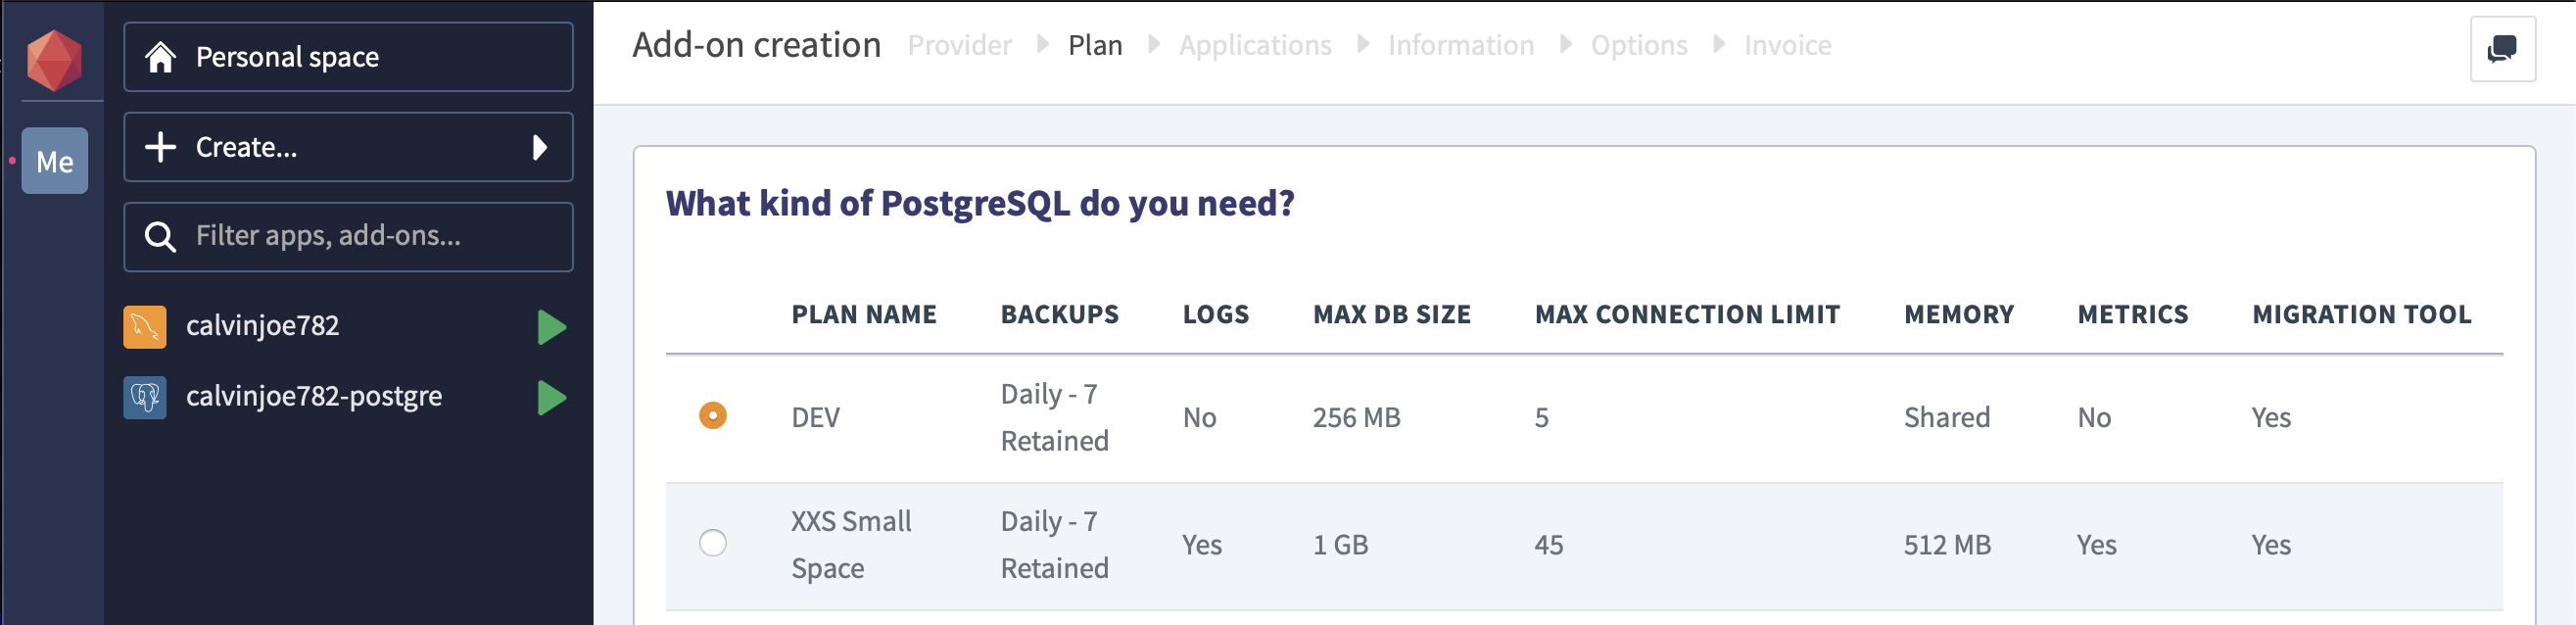 Personal space
Create...
Filter apps, add-ons...
Me
calvinjoe782
calvinjoe782-postgre
Add-on creation Provider Plan Applications Information Options Invoice
What kind of PostgreSQL do you need?
PLAN NAME BACKUPS LOGS MAX DB SIZE MAX CONNECTION LIMIT MEMORY METRICS MIGRATION TOOL
DEV Daily - 7 Retained No 256 MB 5 Shared No Yes
XXS Small Space Daily - 7 Retained Yes 1 GB 45 512 MB Yes Yes